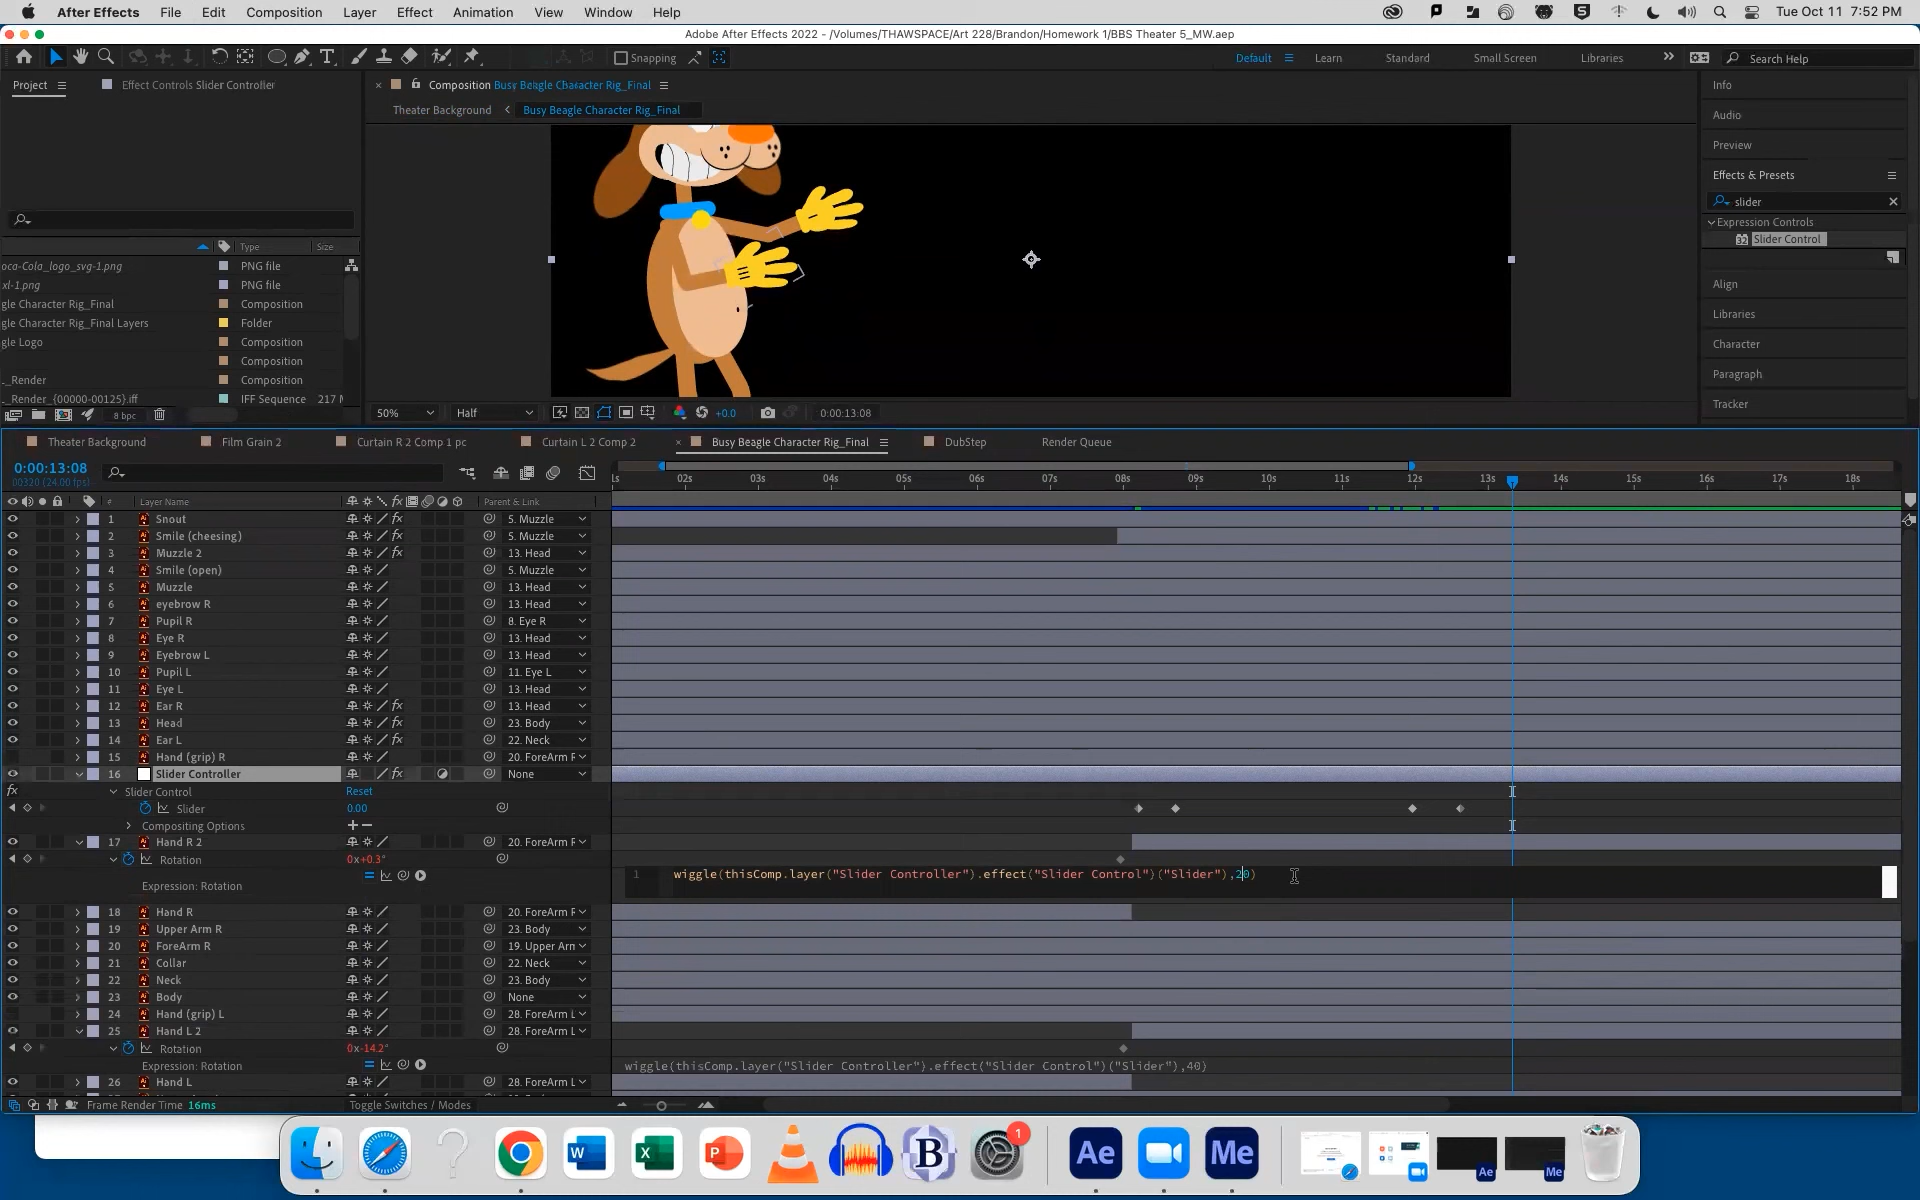 After Effects File Edit Composition Layer Effect Animation View Window Help Tue Oct 11 7:52 PM
Adobe After Effects 2022 - /Volumes/THAWSPACE/Art 228/Brandon/Homework 1/BBS Theater 5_MW.aep
Snapping Default Learn Standard Small Screen Libraries Search Help
Project Effect Controls Slider Controller
Composition Busy Beagle Character Rig_Final
Theater Background Busy Beagle Character Rig_Final
Type Size
oca-Cola_logo_svg-1.png PNG file
xl-1.png PNG file
gle Character Rig_Final Composition
gle Character Rig_Final Layers Folder
gle Logo Composition
Composition
_Render Composition
_Render_{00000-00125}.iff IFF Sequence 217 M
8 bpc
50% Half +0.0 0:00:13:08
Info
Audio
Preview
Effects & Presets
slider
Expression Controls
32 Slider Control
Align
Libraries
Character
Paragraph
Tracker
Theater Background Film Grain 2 Curtain R 2 Comp 1 pc Curtain L 2 Comp 2 Busy Beagle Character Rig_Final DubStep Render Queue
0:00:13:08
00320 (24.00 fps)
1s 02s 03s 04s 05s 06s 07s 08s 09s 10s 11s 12s 13s 14s 15s 16s 17s 18s
# Layer Name Parent & Link
1 Snout 5. Muzzle
2 Smile (cheesing) 5. Muzzle
3 Muzzle 2 13. Head
4 Smile (open) 5. Muzzle
5 Muzzle 13. Head
6 eyebrow R 13. Head
7 Pupil R 8. Eye R
8 Eye R 13. Head
9 Eyebrow L 13. Head
10 Pupil L 11. Eye L
11 Eye L 13. Head
12 Ear R 13. Head
13 Head 23. Body
14 Ear L 22. Neck
15 Hand (grip) R 20. ForeArm F
16 Slider Controller None
fx Slider Control Reset
Slider 0.00
Compositing Options
17 Hand R 2 20. ForeArm F
Rotation 0x+0.3°
1 wiggle(thisComp.layer("Slider Controller").effect("Slider Control")("Slider"),20)
Expression: Rotation
18 Hand R 20. ForeArm F
19 Upper Arm R 23. Body
20 ForeArm R 19. Upper Arm
21 Collar 22. Neck
22 Neck 23. Body
23 Body None
24 Hand (grip) L 28. ForeArm L
25 Hand L 2 28. ForeArm L
Rotation 0x-14.2°
Expression: Rotation wiggle(thisComp.layer("Slider Controller").effect("Slider Control")("Slider"),40)
26 Hand L 28. ForeArm L
Frame Render Time 16ms Toggle Switches / Modes
? W X P B 1 Ae Me Ae Me